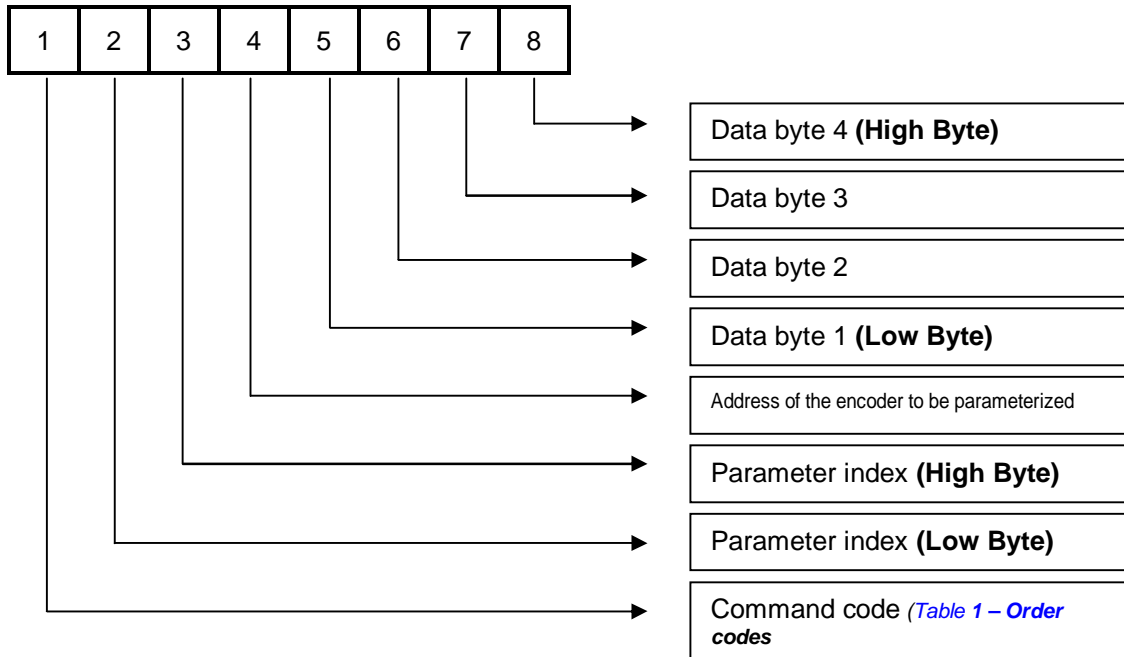 1 2 3 4 5 6 7 8
Data byte 4 (High Byte)
Data byte 3
Data byte 2
Data byte 1 (Low Byte)
Address of the encoder to be parameterized
Parameter index (High Byte)
Parameter index (Low Byte)
Command code (Table 1 – Order
codes